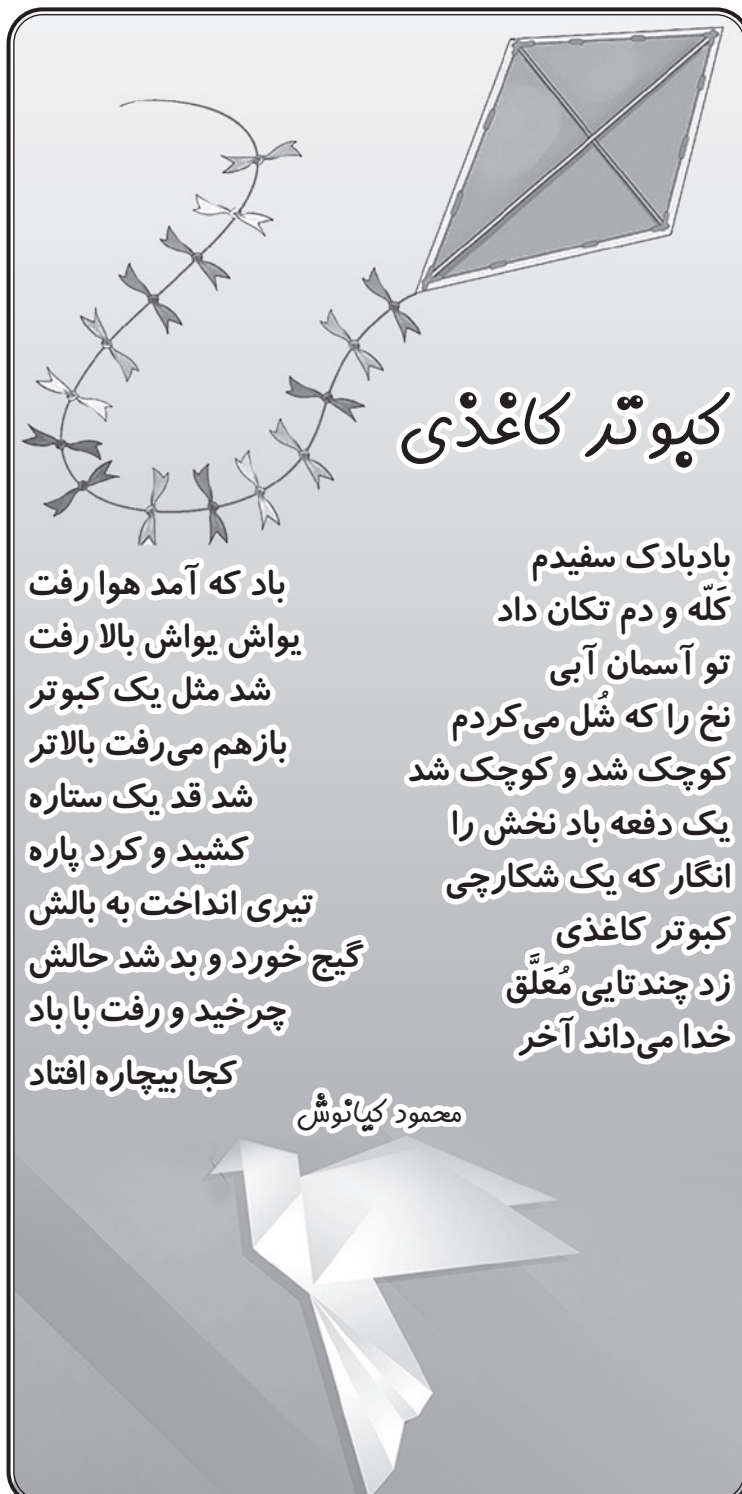 کبوتر کاغذی
بادبادک سفیدم
باد که آمد هوا رفت
کَلّه و دم تکان داد
یواش یواش بالا رفت
تو آسمان آبی
شد مثل یک کبوتر
نخ را که شُل می‌کردم
بازهم می‌رفت بالاتر
کوچک شد و کوچک شد
شد قد یک ستاره
یک دفعه باد نخش را
کشید و کرد پاره
انگار که یک شکارچی
تیری انداخت به بالش
کبوتر کاغذی
گیج خورد و بد شد حالش
زد چندتایی مُعَلَّق
چرخید و رفت با باد
خدا می‌داند آخر
کجا بیچاره افتاد
محمود کیانوش